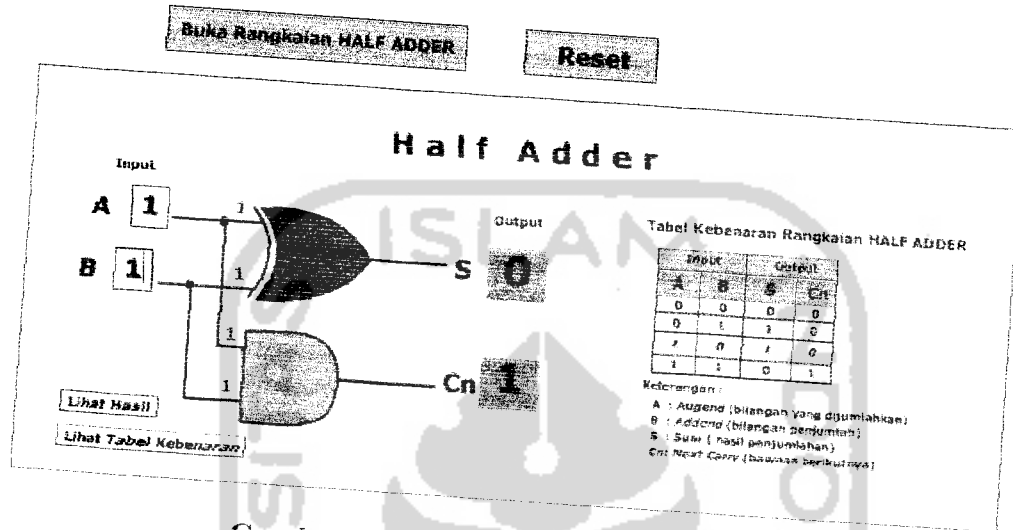 Buka Rangkaian HALF ADDER
Reset
Half Adder
Input
A 1
B 1
1
1
1
1
Output
S 0
Cn 1
Lihat Hasil
Lihat Tabel Kebenaran
Tabel Kebenaran Rangkaian HALF ADDER
Input Output
A B S Cn
0 0 0 0
0 1 1 0
1 0 1 0
1 1 0 1
Keterangan :
A : Augend (bilangan yang dijumlahkan)
B : Addend (bilangan penjumlah)
S : Sum ( hasil penjumlahan)
Cn: Next Carry (bawaan berikutnya)
ISLAM